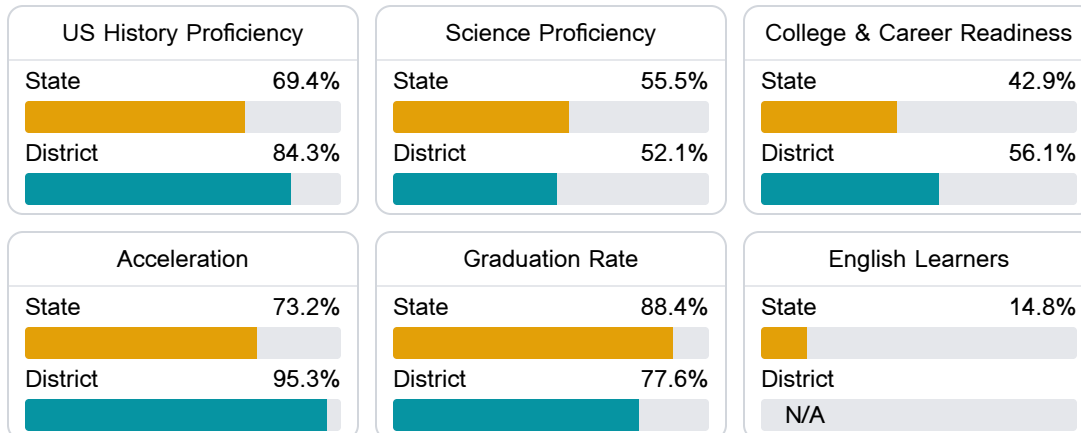 US History Proficiency
State 69.4%
District 84.3%
Science Proficiency
State 55.5%
District 52.1%
College & Career Readiness
State 42.9%
District 56.1%
Acceleration
State 73.2%
District 95.3%
Graduation Rate
State 88.4%
District 77.6%
English Learners
State 14.8%
District
N/A